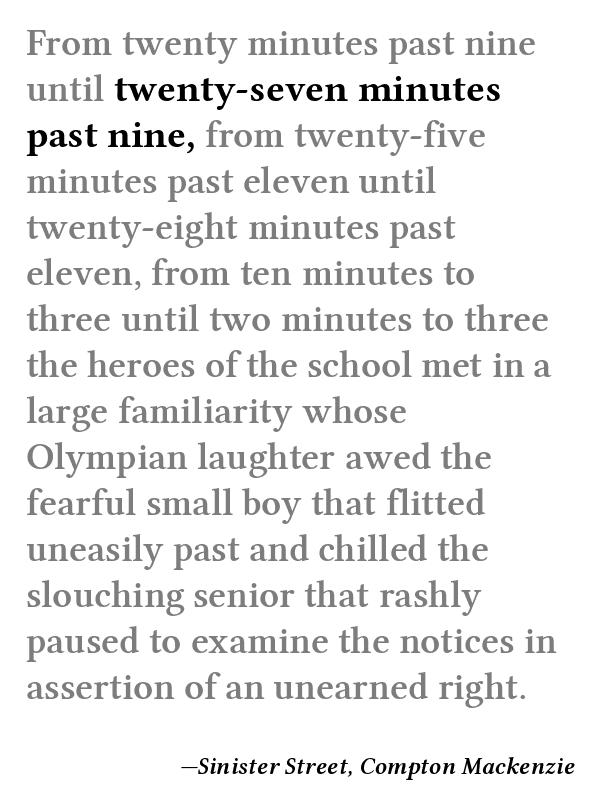 From twenty minutes past nine
until twenty-seven minutes
past nine, from twenty-five
minutes past eleven until
twenty-eight minutes past
eleven, from ten minutes to
three until two minutes to three
the heroes of the school met in a
large familiarity whose
Olympian laughter awed the
fearful small boy that flitted
uneasily past and chilled the
slouching senior that rashly
paused to examine the notices in
assertion of an unearned right.
—Sinister Street, Compton Mackenzie